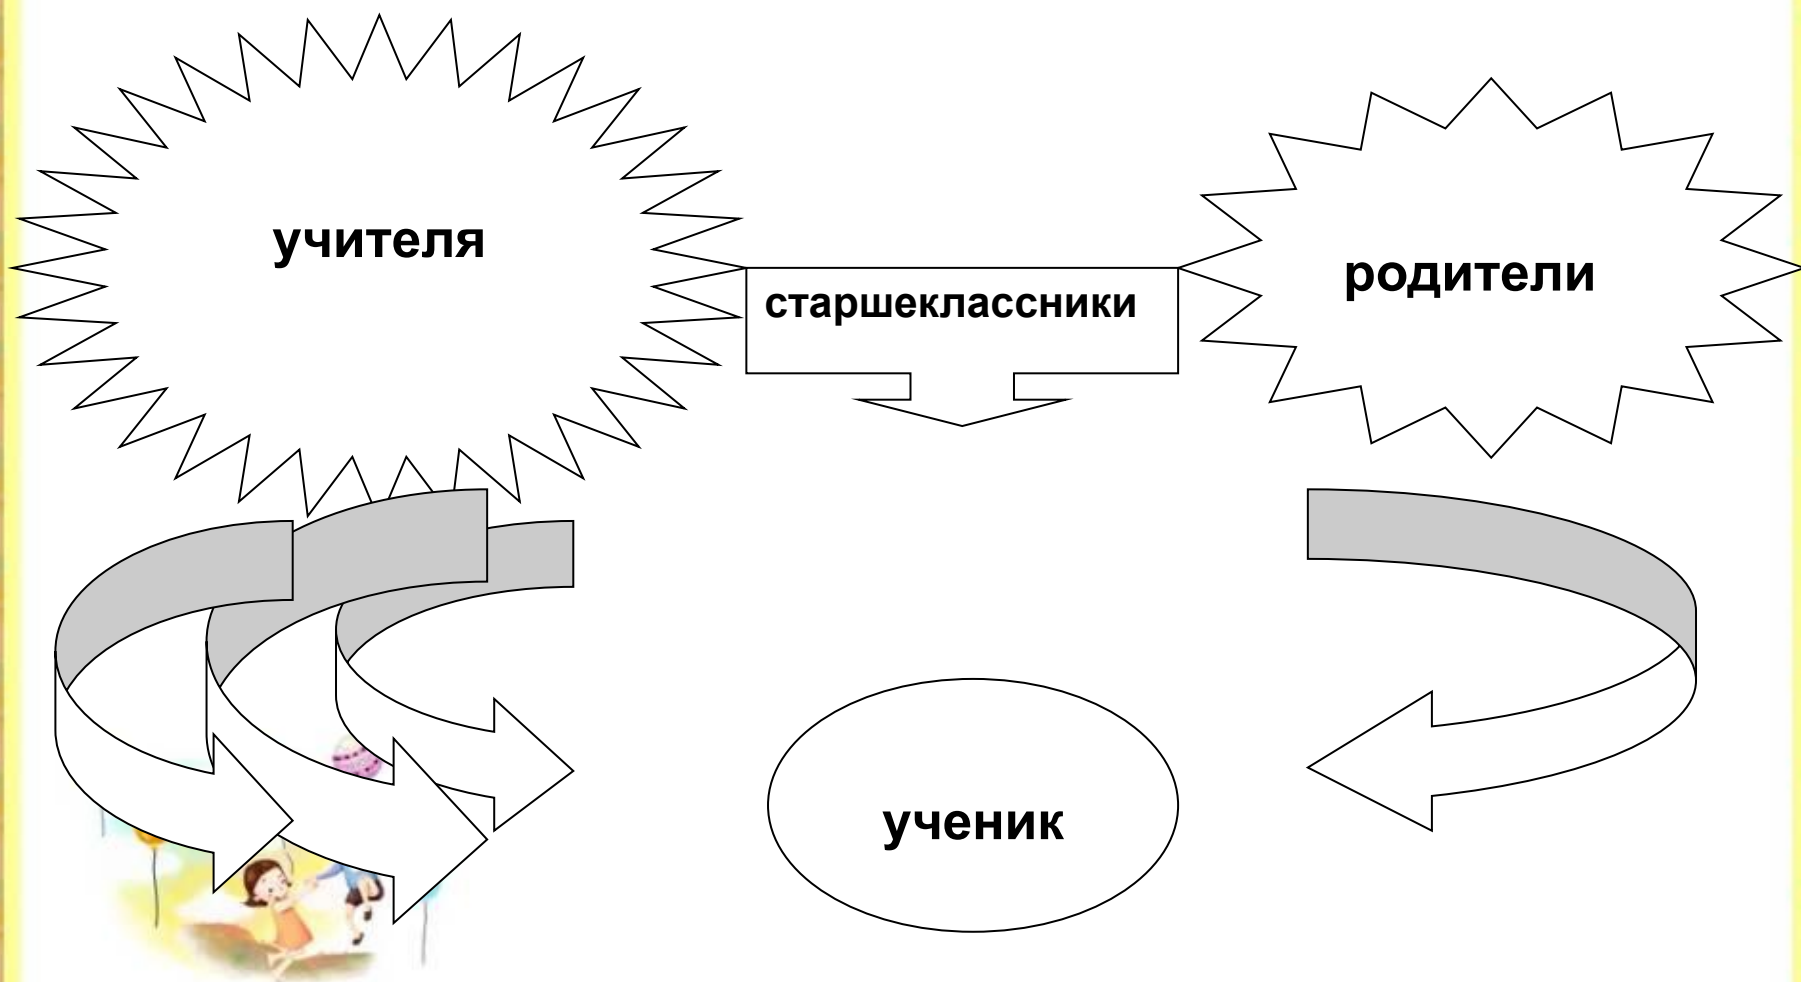 учителя
родители
старшеклассники
ученик